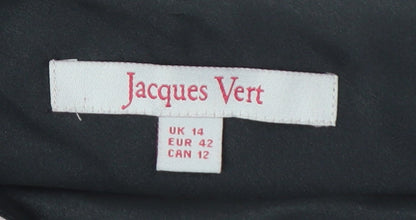 Jacques Vert
UK 14
EUR 42
CAN 12